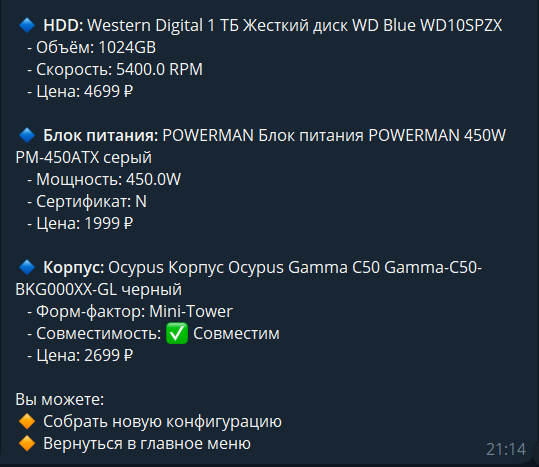 🔷 HDD: Western Digital 1 ТБ Жесткий диск WD Blue WD10SPZX
- Объём: 1024GB
- Скорость: 5400.0 RPM
- Цена: 4699 ₽
🔷 Блок питания: POWERMAN Блок питания POWERMAN 450W
PM-450ATX серый
- Мощность: 450.0W
- Сертификат: N
- Цена: 1999 ₽
🔷 Корпус: Ocypus Корпус Ocypus Gamma C50 Gamma-C50-
BKG000XX-GL черный
- Форм-фактор: Mini-Tower
- Совместимость: ✅ Совместим
- Цена: 2699 ₽
Вы можете:
🔶 Собрать новую конфигурацию
🔶 Вернуться в главное меню
21:14